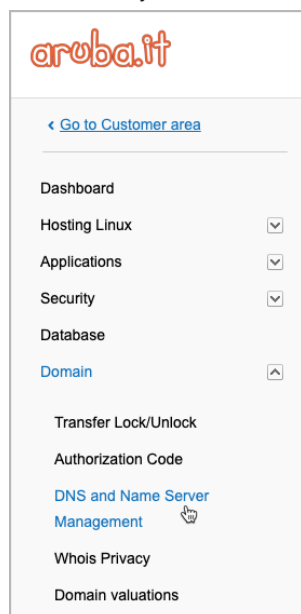 aruba.it
Go to Customer area
Dashboard
Hosting Linux
Applications
Security
Database
Domain
Transfer Lock/Unlock
Authorization Code
DNS and Name Server
Management
Whois Privacy
Domain valuations